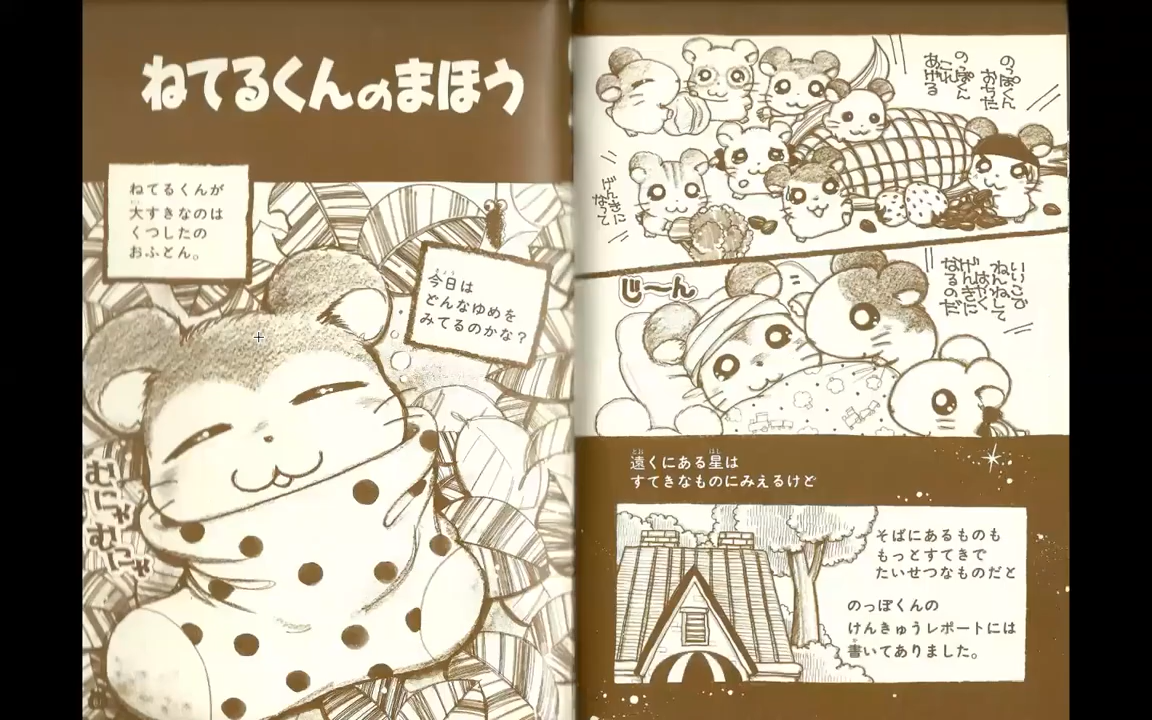 ねてるくんのまほう
ねてるくんが
大すきなのは
くつしたの
おふとん。
今日は
どんなゆめを
みてるのかな?
むにゃ
むにゃ
のっぽくん
おちた
のっぽくん
これ
あげる
げんきに
なって
じ〜ん
いいこで
ねんねして
はやく
げんきに
なるのだ
遠くにある星は
すてきなものにみえるけど
そばにあるものも
もっとすてきで
たいせつなものだと
のっぽくんの
けんきゅうレポートには
書いてありました。